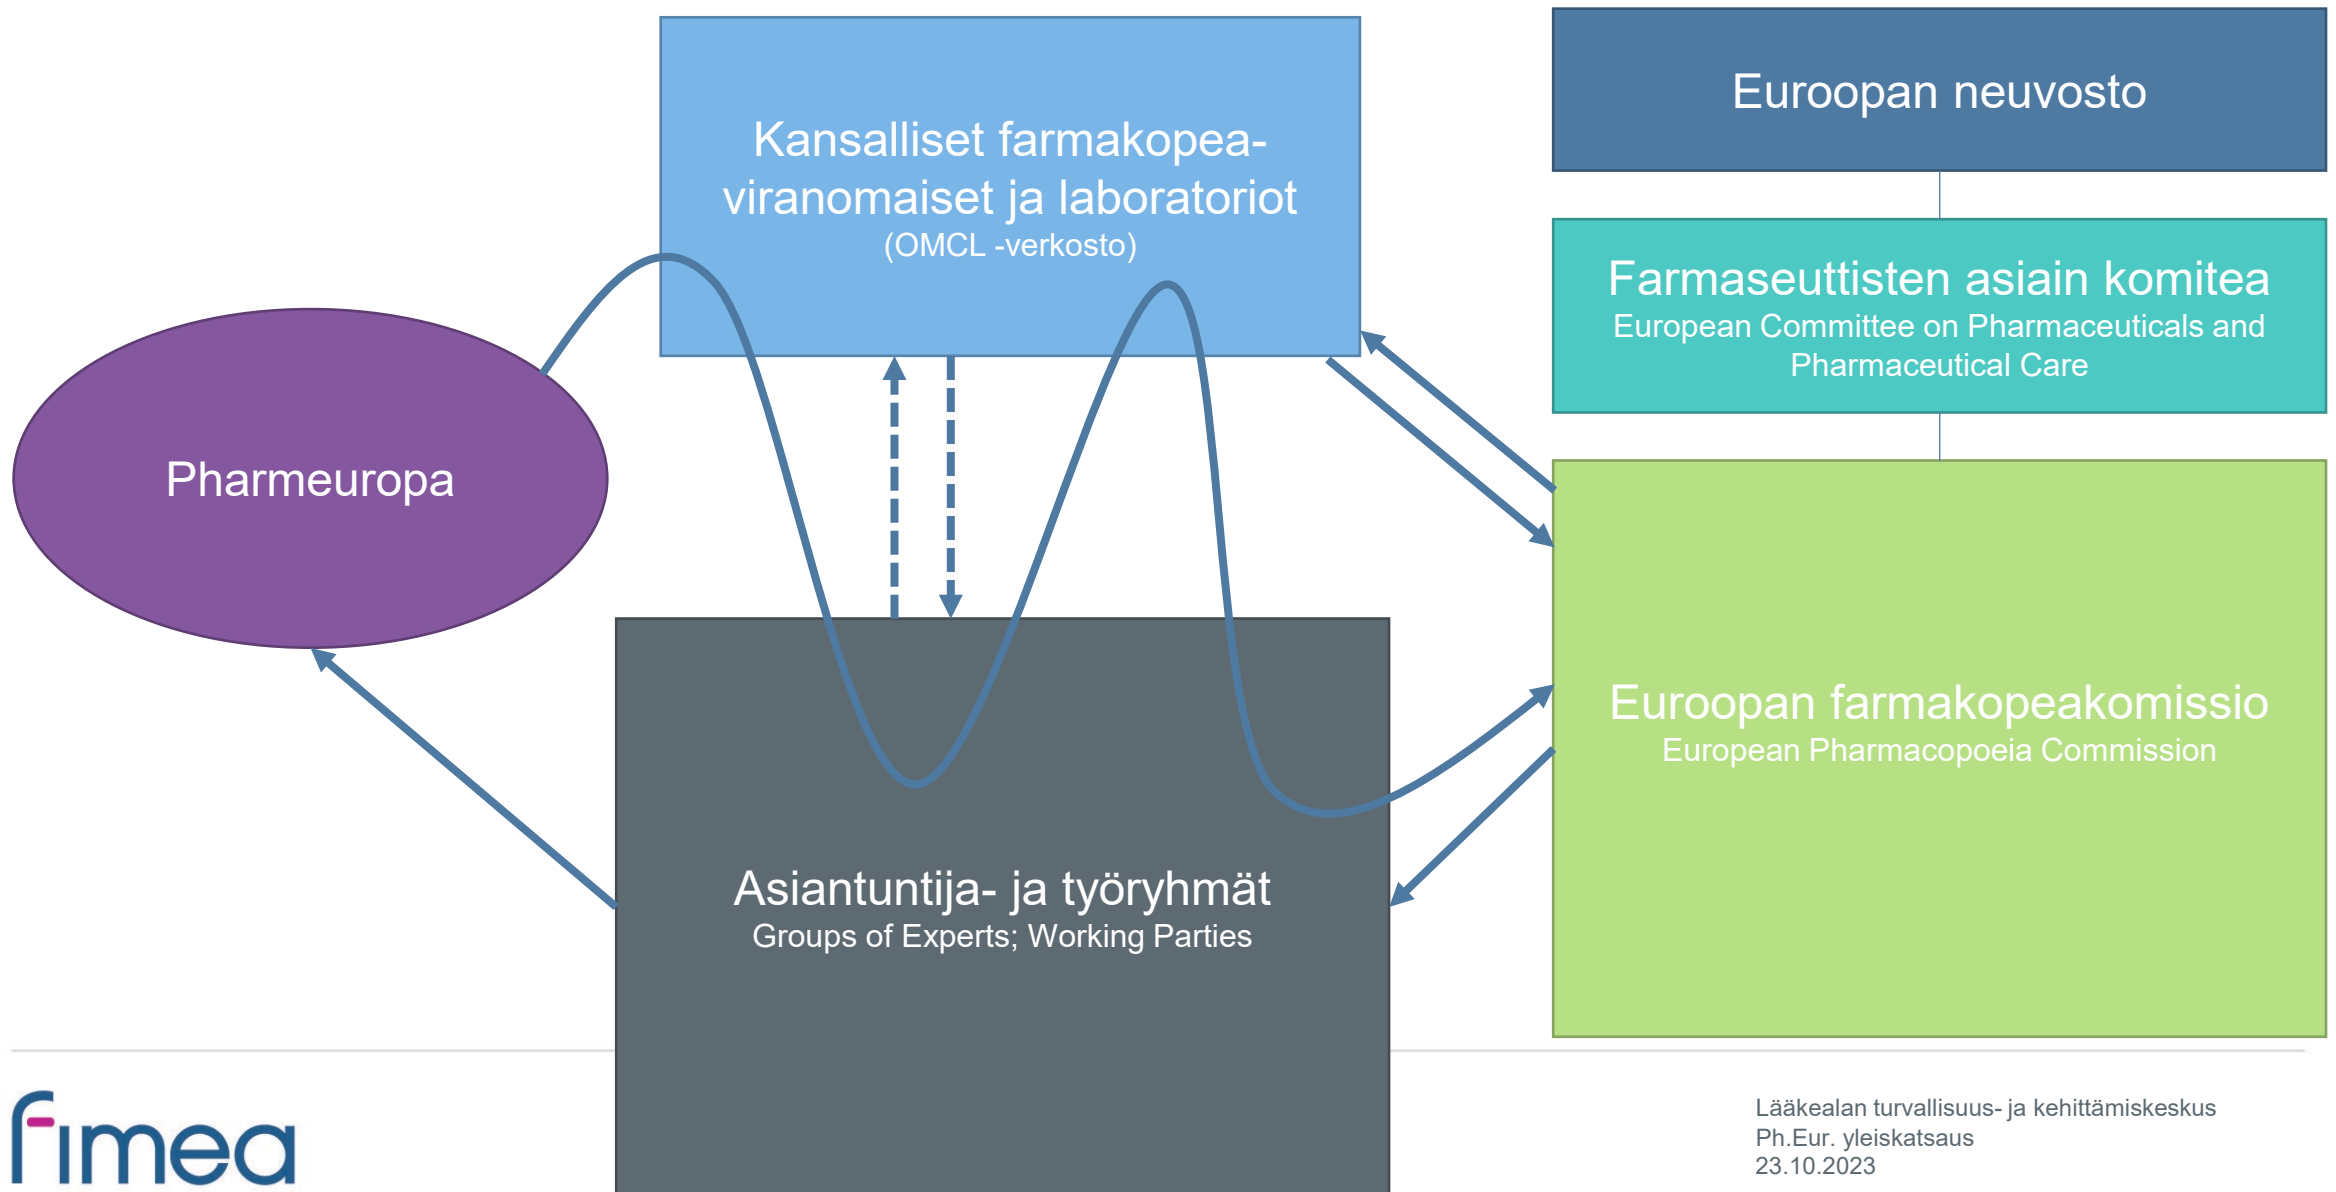 Kansalliset farmakopea-
viranomaiset ja laboratoriot
(OMCL -verkosto)
Euroopan neuvosto
Farmaseuttisten asiain komitea
European Committee on Pharmaceuticals and
Pharmaceutical Care
Pharmeuropa
Euroopan farmakopeakomissio
European Pharmacopoeia Commission
Asiantuntija- ja työryhmät
Groups of Experts; Working Parties
fimea
Lääkealan turvallisuus- ja kehittämiskeskus
Ph.Eur. yleiskatsaus
23.10.2023